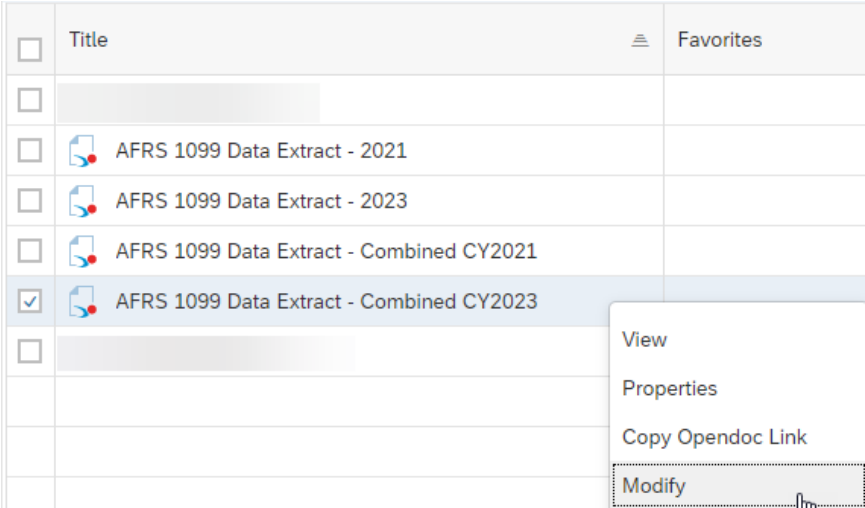 Title Favorites
AFRS 1099 Data Extract - 2021
AFRS 1099 Data Extract - 2023
AFRS 1099 Data Extract - Combined CY2021
AFRS 1099 Data Extract - Combined CY2023
View
Properties
Copy Opendoc Link
Modify